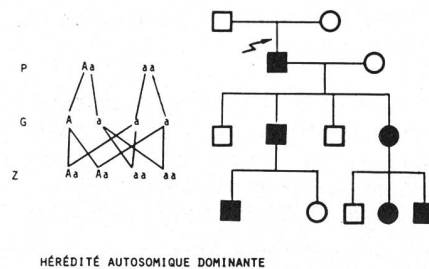 P Aa aa
G A a a a
Z Aa Aa aa aa
HÉRÉDITÉ AUTOSOMIQUE DOMINANTE